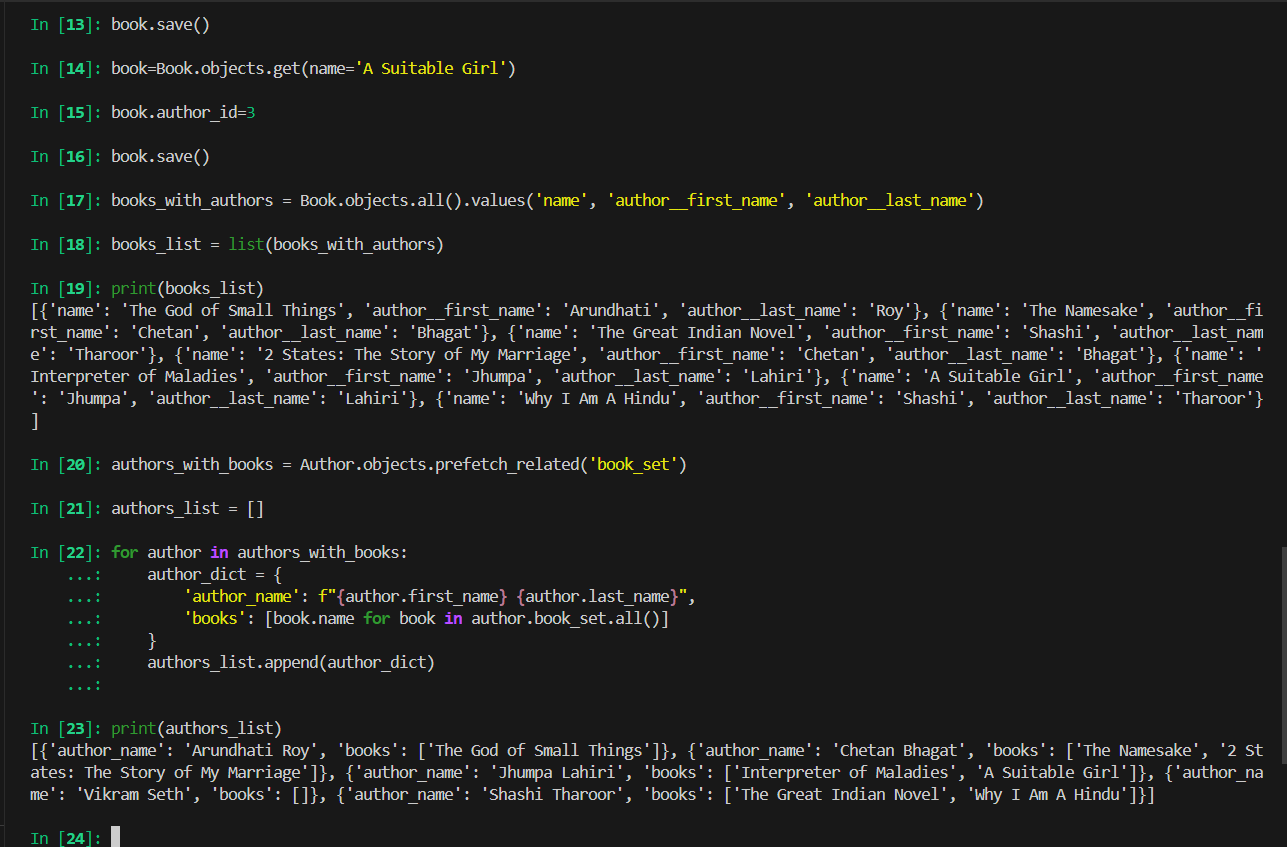 In [13]: book.save()
In [14]: book=Book.objects.get(name='A Suitable Girl')
In [15]: book.author_id=3
In [16]: book.save()
In [17]: books_with_authors = Book.objects.all().values('name', 'author__first_name', 'author__last_name')
In [18]: books_list = list(books_with_authors)
In [19]: print(books_list)
[{'name': 'The God of Small Things', 'author__first_name': 'Arundhati', 'author__last_name': 'Roy'}, {'name': 'The Namesake', 'author__fi
rst_name': 'Chetan', 'author__last_name': 'Bhagat'}, {'name': 'The Great Indian Novel', 'author__first_name': 'Shashi', 'author__last_nam
e': 'Tharoor'}, {'name': '2 States: The Story of My Marriage', 'author__first_name': 'Chetan', 'author__last_name': 'Bhagat'}, {'name': '
Interpreter of Maladies', 'author__first_name': 'Jhumpa', 'author__last_name': 'Lahiri'}, {'name': 'A Suitable Girl', 'author__first_name
': 'Jhumpa', 'author__last_name': 'Lahiri'}, {'name': 'Why I Am A Hindu', 'author__first_name': 'Shashi', 'author__last_name': 'Tharoor'}
]
In [20]: authors_with_books = Author.objects.prefetch_related('book_set')
In [21]: authors_list = []
In [22]: for author in authors_with_books:
    ...:     author_dict = {
    ...:         'author_name': f"{author.first_name} {author.last_name}",
    ...:         'books': [book.name for book in author.book_set.all()]
    ...:     }
    ...:     authors_list.append(author_dict)
    ...:
In [23]: print(authors_list)
[{'author_name': 'Arundhati Roy', 'books': ['The God of Small Things']}, {'author_name': 'Chetan Bhagat', 'books': ['The Namesake', '2 St
ates: The Story of My Marriage']}, {'author_name': 'Jhumpa Lahiri', 'books': ['Interpreter of Maladies', 'A Suitable Girl']}, {'author_na
me': 'Vikram Seth', 'books': []}, {'author_name': 'Shashi Tharoor', 'books': ['The Great Indian Novel', 'Why I Am A Hindu']}]
In [24]: